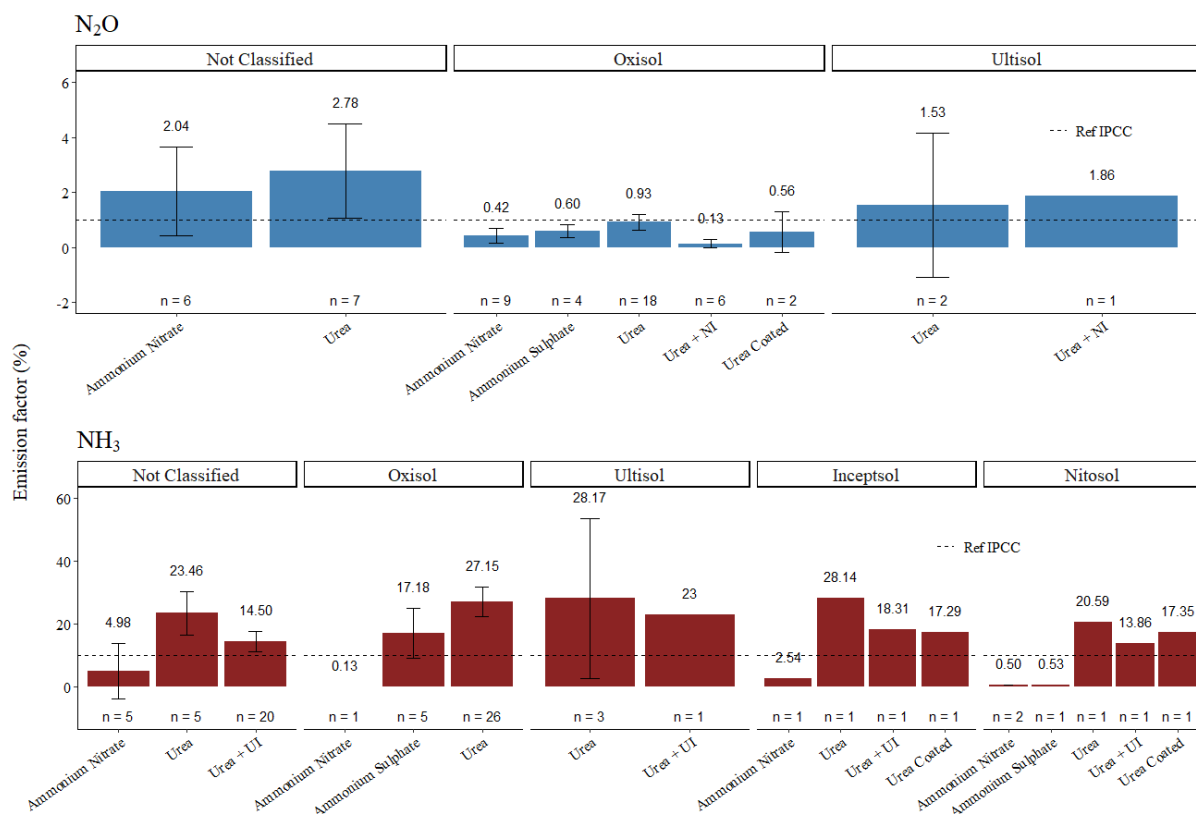 N₂O
Not Classified Oxisol Ultisol
6
4
2
0
-2
2.04 2.78 0.42 0.60 0.93 0.13 0.56 1.53 1.86
Ref IPCC
n = 6 n = 7 n = 9 n = 4 n = 18 n = 6 n = 2 n = 2 n = 1
Ammonium Nitrate Urea Ammonium Nitrate Ammonium Sulphate Urea Urea + NI Urea Coated Urea Urea + NI
Emission factor (%)
NH₃
Not Classified Oxisol Ultisol Inceptsol Nitosol
60
40
20
0
4.98 23.46 14.50 0.13 17.18 27.15 28.17 23 2.54 28.14 18.31 17.29 0.50 0.53 20.59 13.86 17.35
Ref IPCC
n = 5 n = 5 n = 20 n = 1 n = 5 n = 26 n = 3 n = 1 n = 1 n = 1 n = 1 n = 1 n = 2 n = 1 n = 1 n = 1 n = 1
Ammonium Nitrate Urea Urea + UI Ammonium Nitrate Ammonium Sulphate Urea Urea Urea + UI Ammonium Nitrate Urea Urea + UI Urea Coated Ammonium Nitrate Ammonium Sulphate Urea Urea + UI Urea Coated